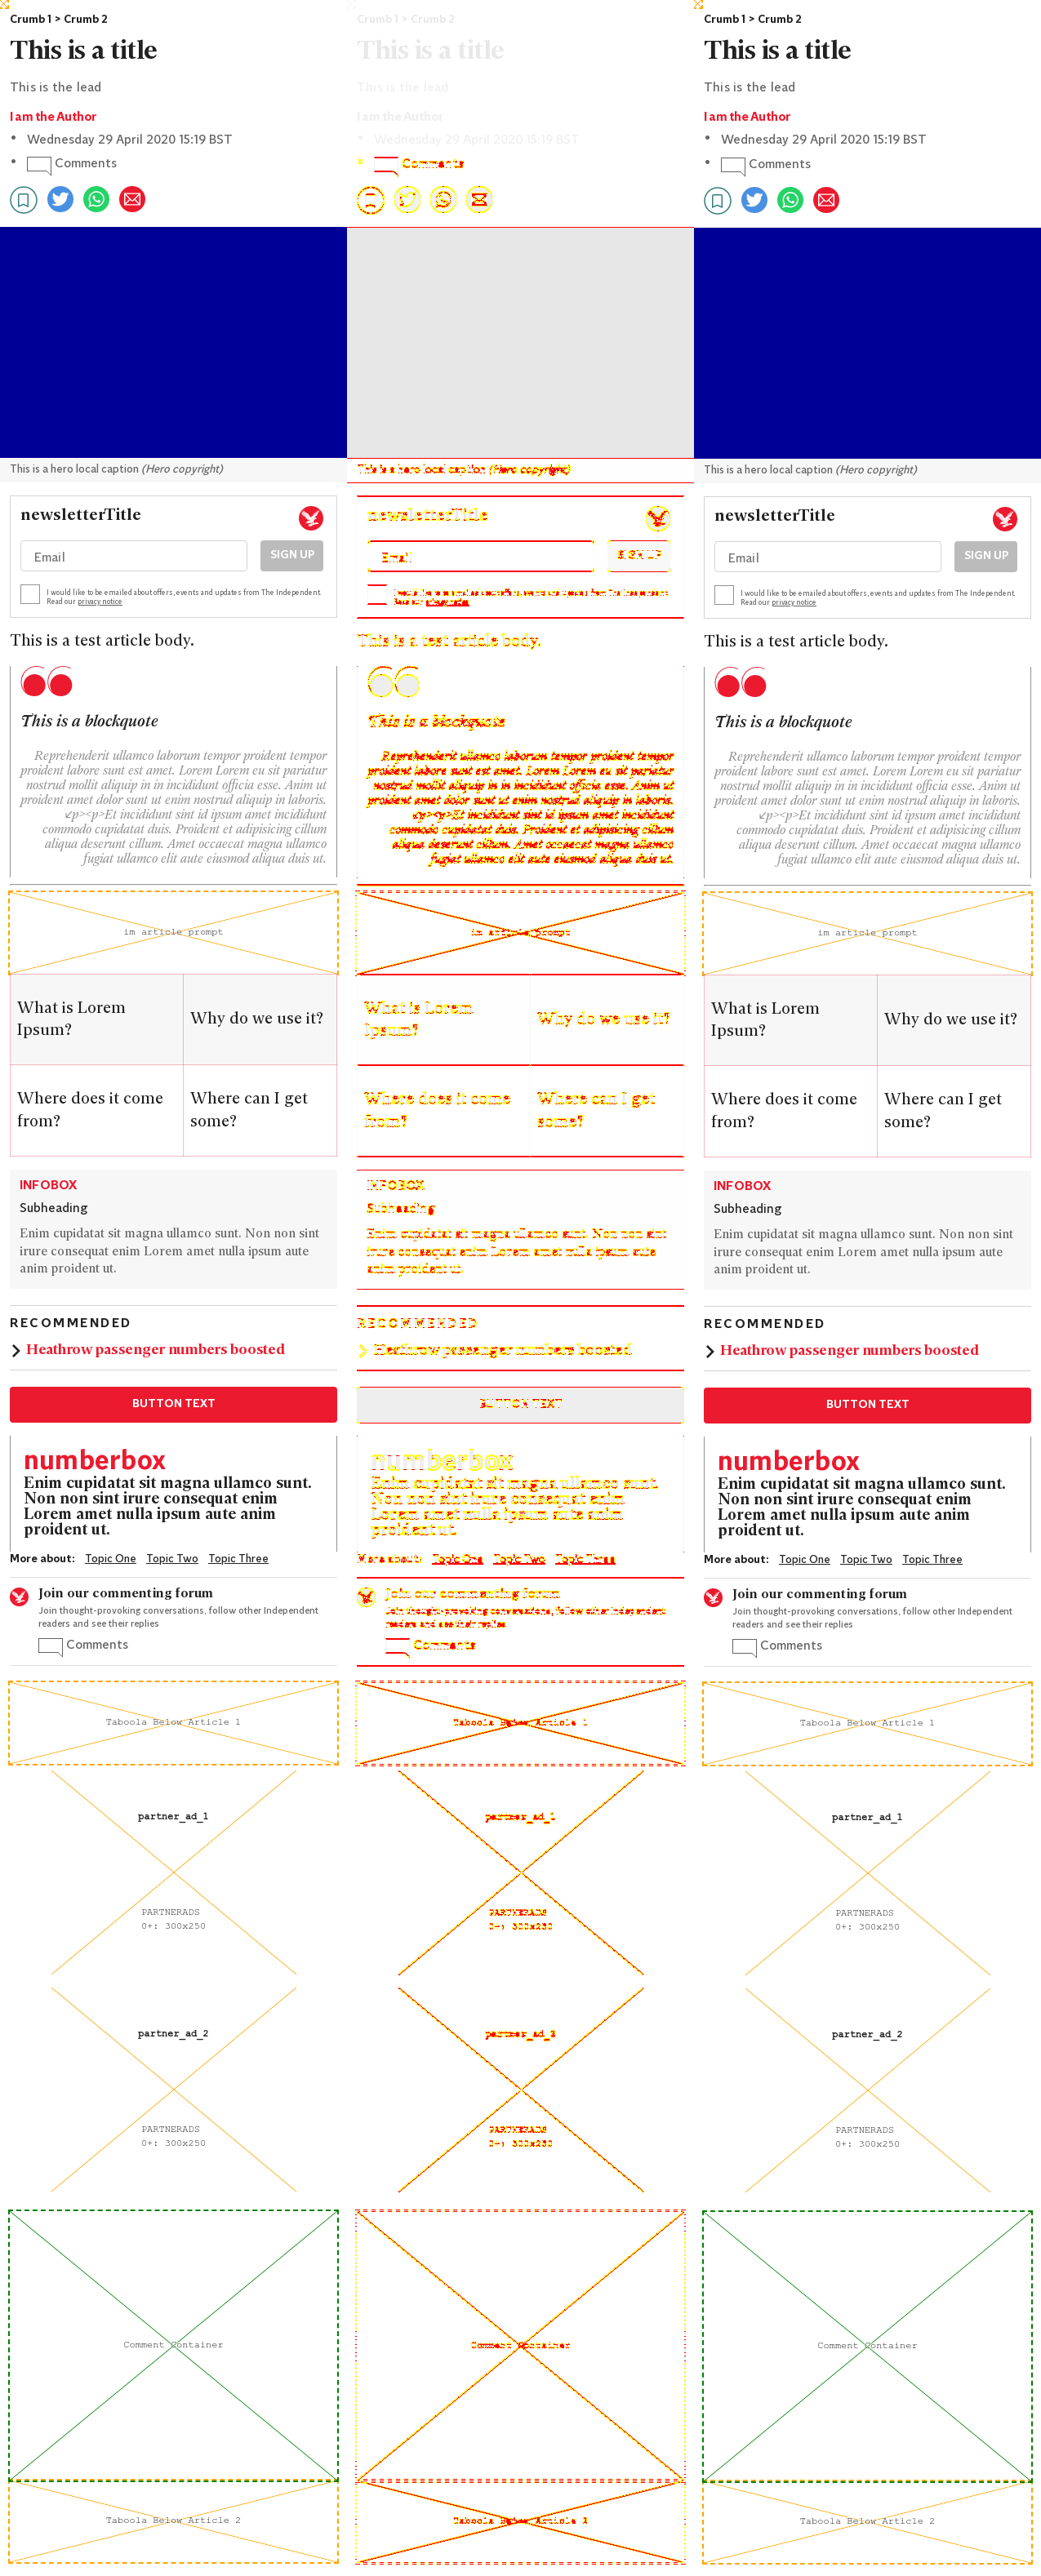 Crumb 1 > Crumb 2
This is a title
This is the lead
I am the Author
• Wednesday 29 April 2020 15:19 BST
• Comments
This is a hero local caption (Hero copyright)
newsletterTitle
Email
SIGN UP
I would like to be emailed about offers, events and updates from The Independent.
Read our privacy notice
This is a test article body.
This is a blockquote
Reprehenderit ullamco laborum tempor proident tempor
proident labore sunt est amet. Lorem Lorem eu sit pariatur
nostrud mollit aliquip in in incididunt officia esse. Anim ut
proident amet dolor sunt ut enim nostrud aliquip in laboris.
<p><p>Et incididunt sint id ipsum amet incididunt
commodo cupidatat duis. Proident et adipisicing cillum
aliqua deserunt cillum. Amet occaecat magna ullamco
fugiat ullamco elit aute eiusmod aliqua duis ut.
im article prompt
What is Lorem
Ipsum?
Why do we use it?
Where does it come
from?
Where can I get
some?
INFOBOX
Subheading
Enim cupidatat sit magna ullamco sunt. Non non sint
irure consequat enim Lorem amet nulla ipsum aute
anim proident ut.
RECOMMENDED
Heathrow passenger numbers boosted
BUTTON TEXT
numberbox
Enim cupidatat sit magna ullamco sunt.
Non non sint irure consequat enim
Lorem amet nulla ipsum aute anim
proident ut.
More about: Topic One Topic Two Topic Three
Join our commenting forum
Join thought-provoking conversations, follow other Independent
readers and see their replies
Comments
Taboola Below Article 1
partner_ad_1
PARTNERADS
0+: 300x250
partner_ad_2
PARTNERADS
0+: 300x250
Comment Container
Taboola Below Article 2
Crumb 1 > Crumb 2
This is a title
This is the lead
I am the Author
• Wednesday 29 April 2020 15:19 BST
• Comments
This is a hero local caption (Hero copyright)
newsletterTitle
Email
SIGN UP
This is a test article body.
This is a blockquote
Reprehenderit ullamco laborum tempor proident tempor
proident labore sunt est amet. Lorem Lorem eu sit pariatur
nostrud mollit aliquip in in incididunt officia esse. Anim ut
proident amet dolor sunt ut enim nostrud aliquip in laboris.
<p><p>Et incididunt sint id ipsum amet incididunt
commodo cupidatat duis. Proident et adipisicing cillum
aliqua deserunt cillum. Amet occaecat magna ullamco
fugiat ullamco elit aute eiusmod aliqua duis ut.
im article prompt
What is Lorem
Ipsum?
Why do we use it?
Where does it come
from?
Where can I get
some?
INFOBOX
Subheading
Enim cupidatat sit magna ullamco sunt. Non non sint
irure consequat enim Lorem amet nulla ipsum aute
anim proident ut.
RECOMMENDED
Heathrow passenger numbers boosted
BUTTON TEXT
numberbox
Enim cupidatat sit magna ullamco sunt.
Non non sint irure consequat enim
Lorem amet nulla ipsum aute anim
proident ut.
More about: Topic One Topic Two Topic Three
Join our commenting forum
Join thought-provoking conversations, follow other Independent
readers and see their replies
Comments
Taboola Below Article 1
partner_ad_1
PARTNERADS
0+: 300x250
partner_ad_2
PARTNERADS
0+: 300x250
Comment Container
Taboola Below Article 2
Crumb 1 > Crumb 2
This is a title
This is the lead
I am the Author
• Wednesday 29 April 2020 15:19 BST
• Comments
This is a hero local caption (Hero copyright)
newsletterTitle
Email
SIGN UP
I would like to be emailed about offers, events and updates from The Independent.
Read our privacy notice
This is a test article body.
This is a blockquote
Reprehenderit ullamco laborum tempor proident tempor
proident labore sunt est amet. Lorem Lorem eu sit pariatur
nostrud mollit aliquip in in incididunt officia esse. Anim ut
proident amet dolor sunt ut enim nostrud aliquip in laboris.
<p><p>Et incididunt sint id ipsum amet incididunt
commodo cupidatat duis. Proident et adipisicing cillum
aliqua deserunt cillum. Amet occaecat magna ullamco
fugiat ullamco elit aute eiusmod aliqua duis ut.
im article prompt
What is Lorem
Ipsum?
Why do we use it?
Where does it come
from?
Where can I get
some?
INFOBOX
Subheading
Enim cupidatat sit magna ullamco sunt. Non non sint
irure consequat enim Lorem amet nulla ipsum aute
anim proident ut.
RECOMMENDED
Heathrow passenger numbers boosted
BUTTON TEXT
numberbox
Enim cupidatat sit magna ullamco sunt.
Non non sint irure consequat enim
Lorem amet nulla ipsum aute anim
proident ut.
More about: Topic One Topic Two Topic Three
Join our commenting forum
Join thought-provoking conversations, follow other Independent
readers and see their replies
Comments
Taboola Below Article 1
partner_ad_1
PARTNERADS
0+: 300x250
partner_ad_2
PARTNERADS
0+: 300x250
Comment Container
Taboola Below Article 2